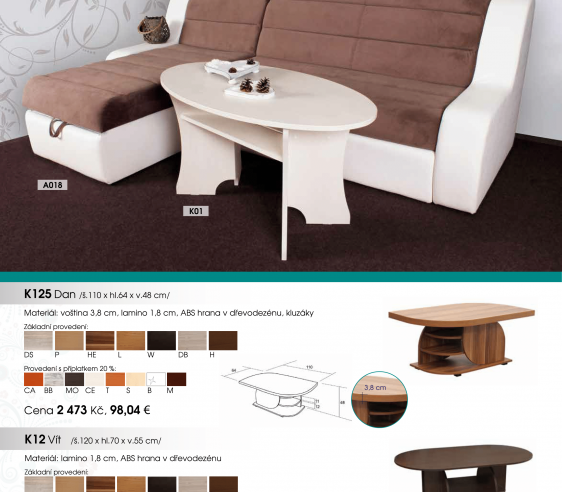 A018
K01
K125 Dan /š.110 x hl.64 x v.48 cm/
Materiál: voština 3,8 cm, lamino 1,8 cm, ABS hrana v dřevodezénu, kluzáky
Základní provedení:
DS P HE L W DB H
Provedení s příplatkem 20 %:
CA BB MO CE T S B M
Cena 2 473 Kč, 98,04 €
64
110
48
3,8 cm
K12 Vít /š.120 x hl.70 x v.55 cm/
Materiál: lamino 1,8 cm, ABS hrana v dřevodezénu
Základní provedení: